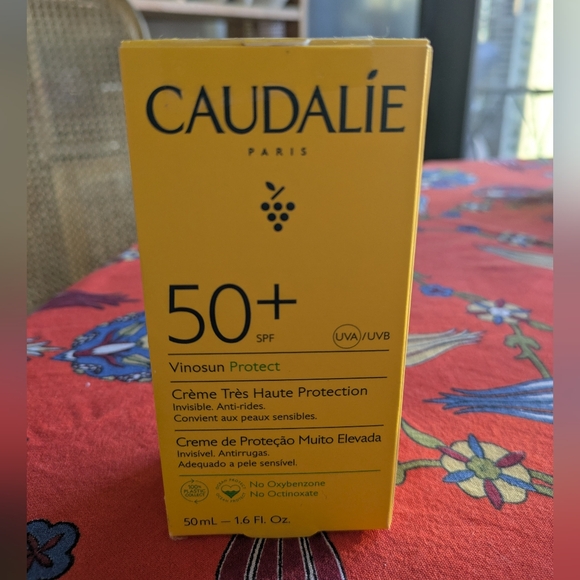 CAUDALÍE
PARIS
50+
SPF
UVA/UVB
Vinosun Protect
Crème Très Haute Protection
Invisible. Anti-rides.
Convient aux peaux sensibles.
Creme de Proteção Muito Elevada
Invisível. Antirrugas.
Adequado a pele sensível.
No Oxybenzone
No Octinoxate
50 mL – 1.6 Fl. Oz.